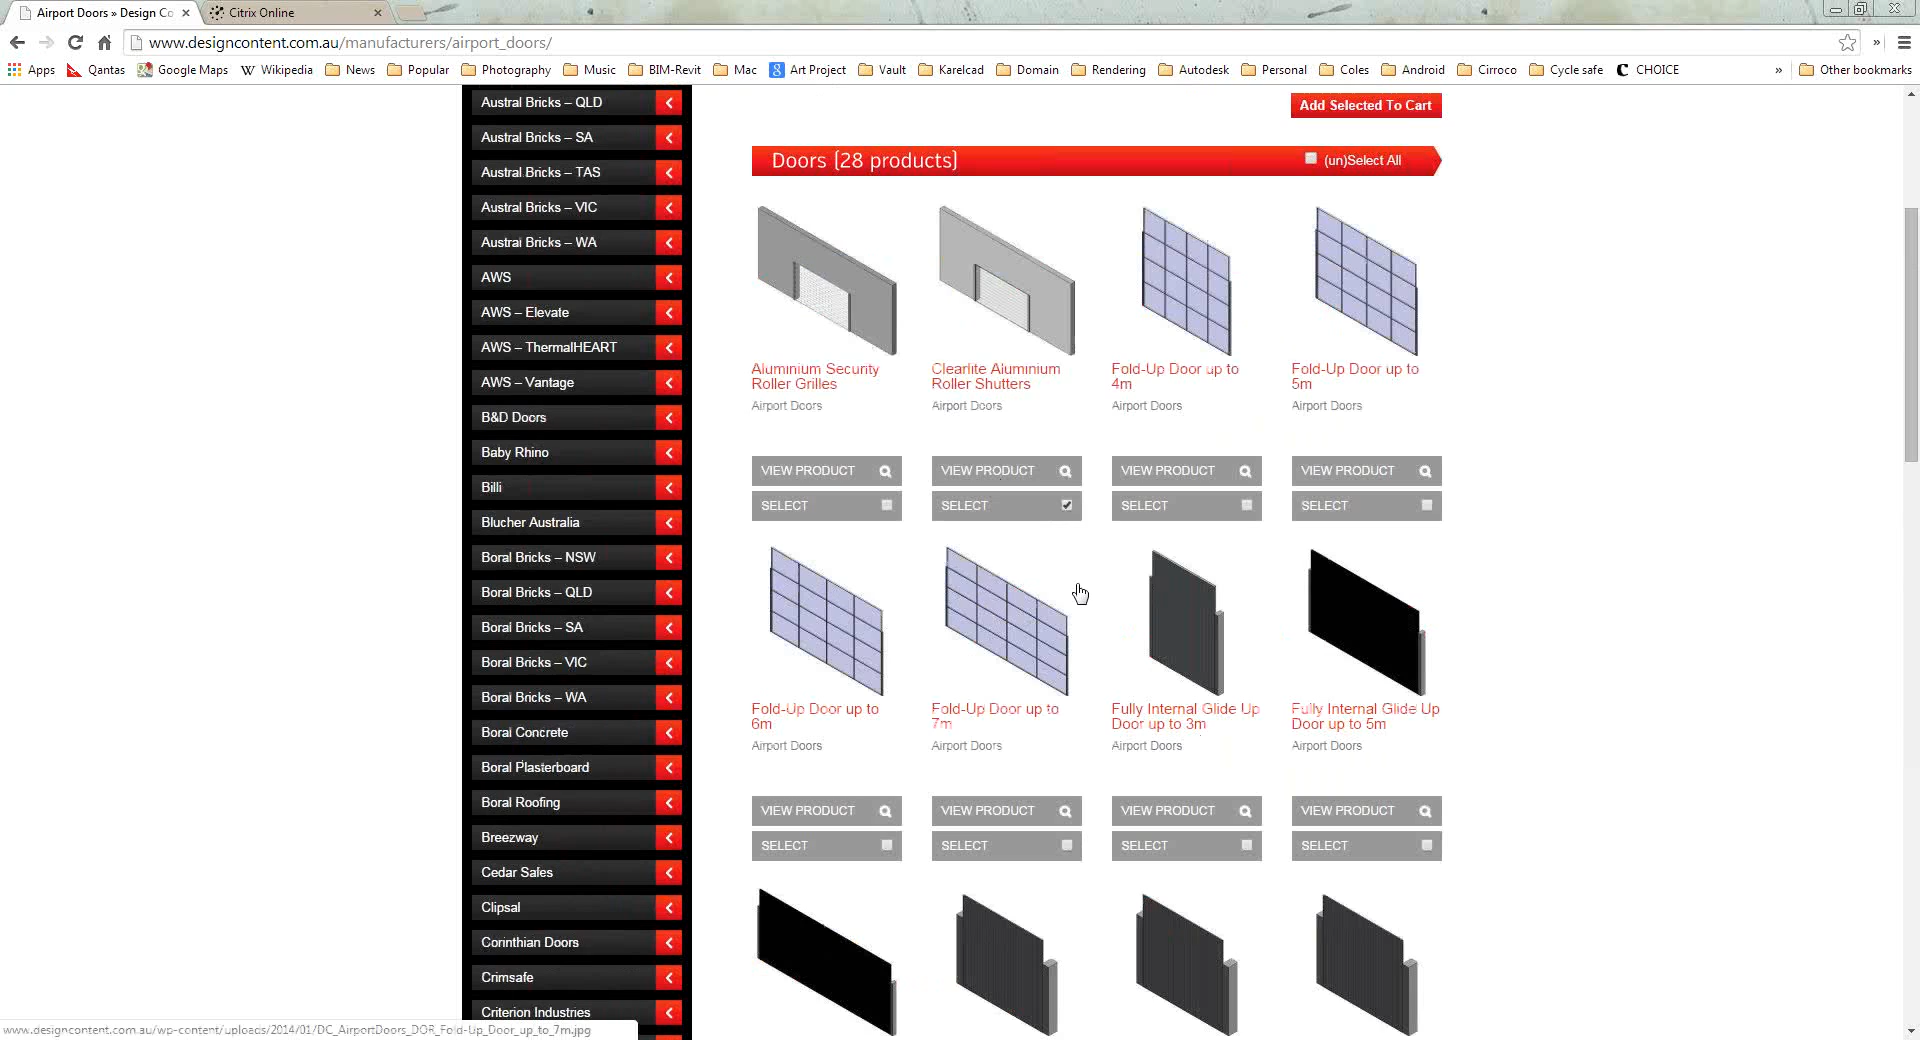 Airport Doors » Design Co
Citrix Online
www.designcontent.com.au/manufacturers/airport_doors/
Apps Qantas Google Maps Wikipedia News Popular Photography Music BIM-Revit Mac Art Project Vault Karelcad Domain Rendering Autodesk Personal Coles Android Cirroco Cycle safe CHOICE » Other bookmarks
Austral Bricks – QLD
Austral Bricks – SA
Austral Bricks – TAS
Austral Bricks – VIC
Austral Bricks – WA
AWS
AWS – Elevate
AWS – ThermalHEART
AWS – Vantage
B&D Doors
Baby Rhino
Billi
Blucher Australia
Boral Bricks – NSW
Boral Bricks – QLD
Boral Bricks – SA
Boral Bricks – VIC
Boral Bricks – WA
Boral Concrete
Boral Plasterboard
Boral Roofing
Breezway
Cedar Sales
Clipsal
Corinthian Doors
Crimsafe
Criterion Industries
Add Selected To Cart
Doors (28 products)
(un)Select All
Aluminium Security
Roller Grilles
Airport Doors
VIEW PRODUCT
SELECT
Clearlite Aluminium
Roller Shutters
Airport Doors
VIEW PRODUCT
SELECT
Fold-Up Door up to
4m
Airport Doors
VIEW PRODUCT
SELECT
Fold-Up Door up to
5m
Airport Doors
VIEW PRODUCT
SELECT
Fold-Up Door up to
6m
Airport Doors
VIEW PRODUCT
SELECT
Fold-Up Door up to
7m
Airport Doors
VIEW PRODUCT
SELECT
Fully Internal Glide Up
Door up to 3m
Airport Doors
VIEW PRODUCT
SELECT
Fully Internal Glide Up
Door up to 5m
Airport Doors
VIEW PRODUCT
SELECT
www.designcontent.com.au/wp-content/uploads/2014/01/DC_AirportDoors_DOR_Fold-Up_Door_up_to_7m.jpg